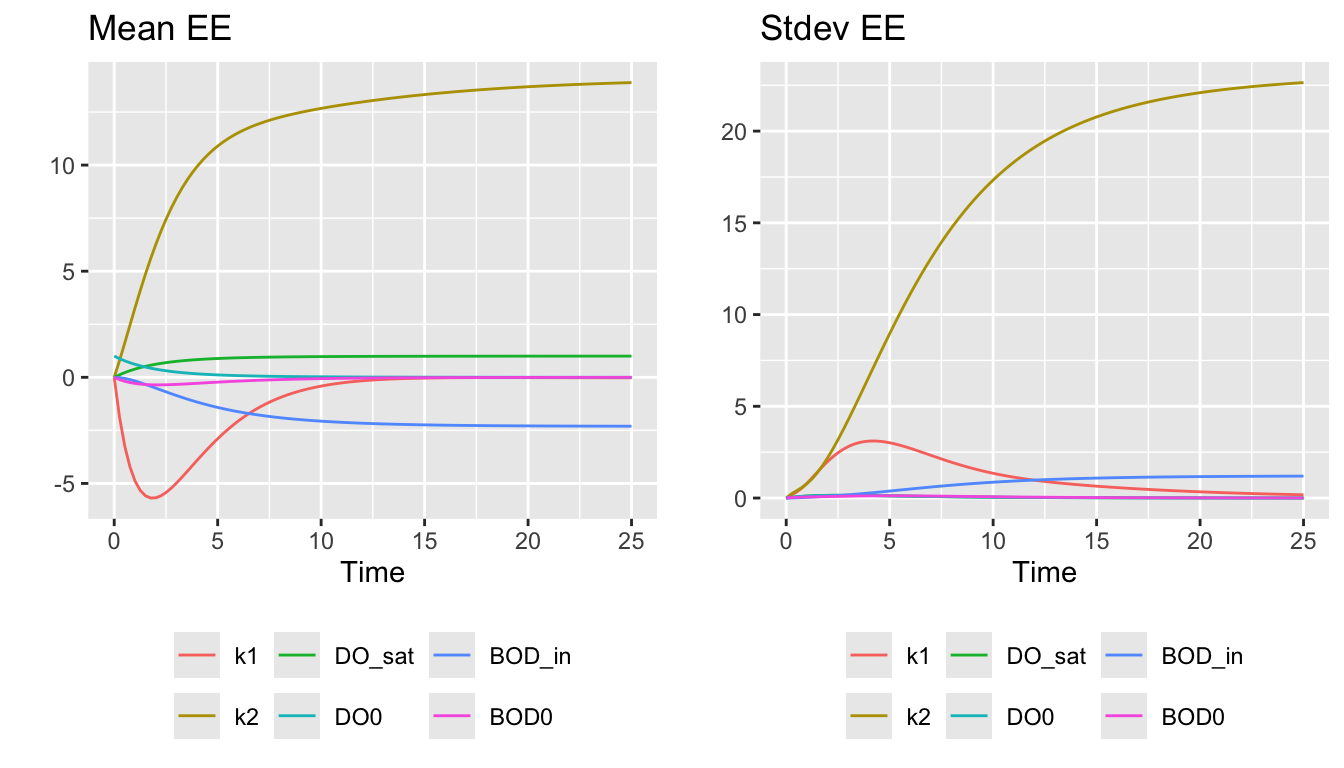 Mean EE
10
5
0
-5
0 5 10 15 20 25
Time
k1 DO_sat BOD_in
k2 DO0 BOD0
Stdev EE
20
15
10
5
0
0 5 10 15 20 25
Time
k1 DO_sat BOD_in
k2 DO0 BOD0